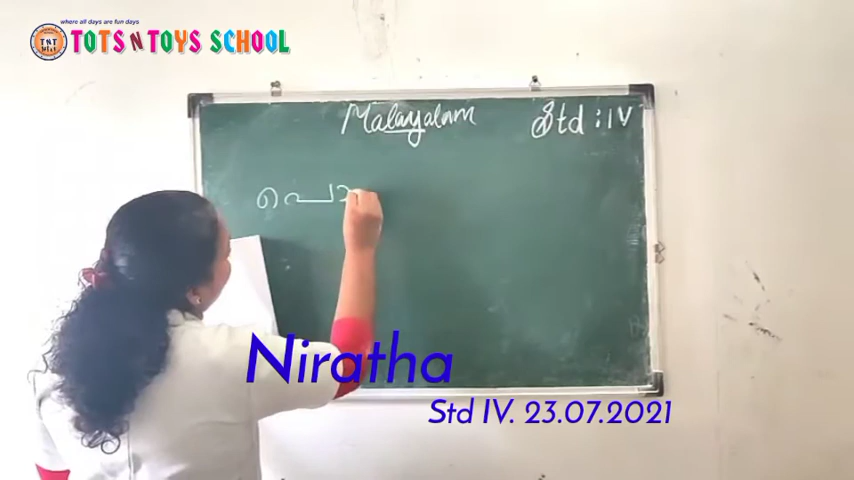 where all days are fun days
TOTS N TOYS SCHOOL
Malayalam Std : IV
Niratha
Std IV. 23.07.2021